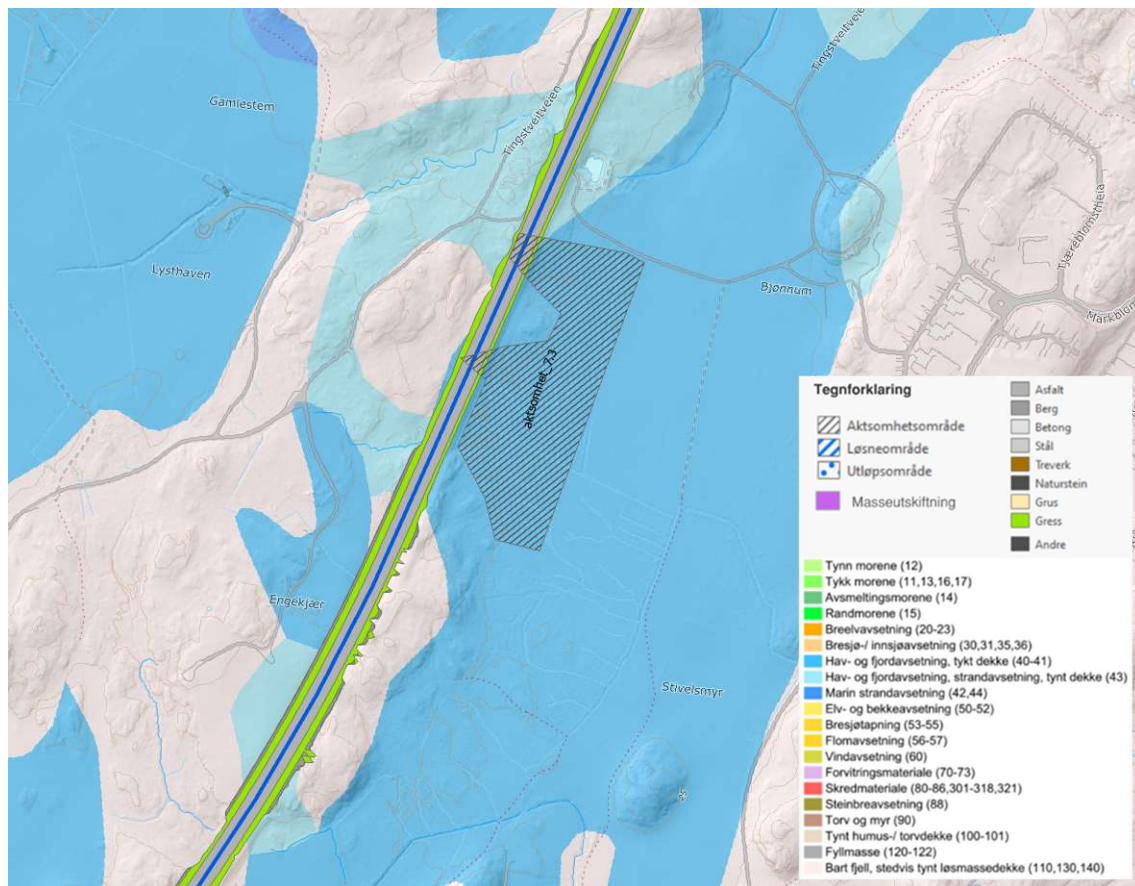 Tingstveitveien
Gamlestem
Tingstveitveien
Lysthaven
Bjønnum
Tjæreblomstheia
Markblom
aktsomhet_7.3
Engekjær
Stivelsmyr
Tegnforklaring
Aktsomhetsområde
Løsneområde
Utløpsområde
Masseutskiftning
Asfalt
Berg
Betong
Stål
Treverk
Naturstein
Grus
Gress
Andre
Tynn morene (12)
Tykk morene (11,13,16,17)
Avsmeltingsmorene (14)
Randmorene (15)
Breelvavsetning (20-23)
Bresjø-/ innsjøavsetning (30,31,35,36)
Hav- og fjordavsetning, tykt dekke (40-41)
Hav- og fjordavsetning, strandavsetning, tynt dekke (43)
Marin strandavsetning (42,44)
Elv- og bekkeavsetning (50-52)
Bresjøtapning (53-55)
Flomavsetning (56-57)
Vindavsetning (60)
Forvitringsmateriale (70-73)
Skredmateriale (80-86,301-318,321)
Steinbreavsetning (88)
Torv og myr (90)
Tynt humus-/ torvdekke (100-101)
Fyllmasse (120-122)
Bart fjell, stedvis tynt løsmassedekke (110,130,140)